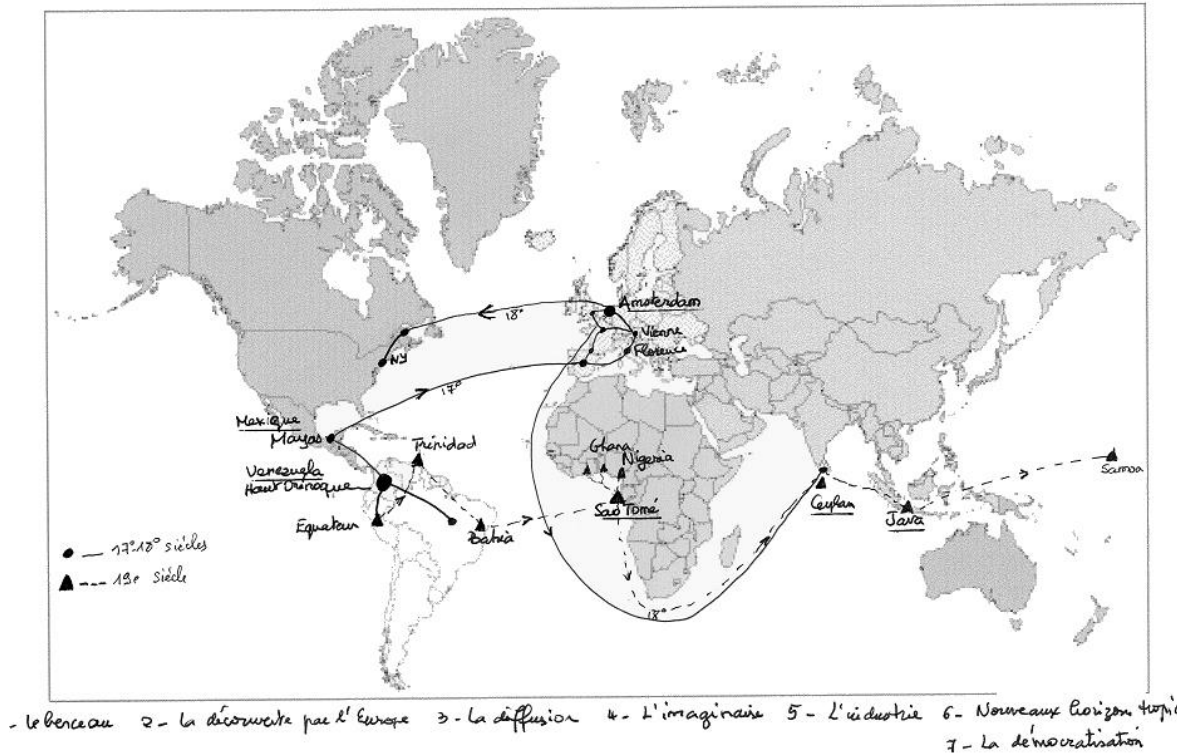 Amsterdam
18°
Vienne
Florence
NY
17°
Mexique
Mayas
Trinidad
Ghana
Nigeria
Samoa
Venezuela
Haut Orénoque
Ceylan
Sao Tomé
Java
Equateur
Bahia
17°-18° siècles
19e siècle
18°
- le berceau 2 - La découverte par l'Europe 3 - La diffusion 4 - L'imaginaire 5 - L'industrie 6 - Nouveaux horizons
7 - La démocratisation